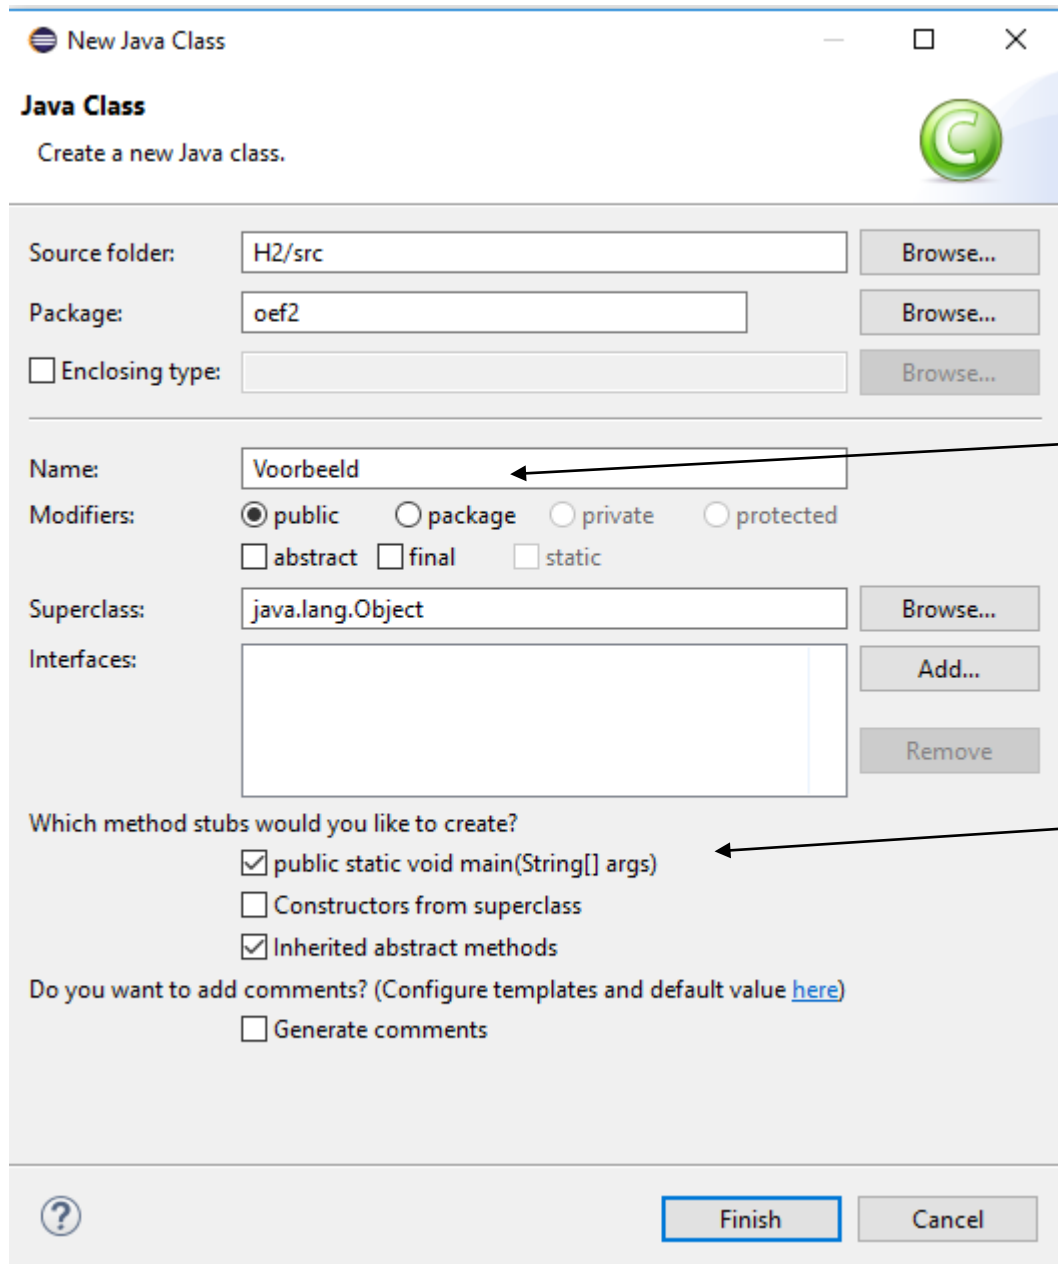 New Java Class
Java Class
Create a new Java class.
C
Source folder: H2/src Browse...
Package: oef2 Browse...
Enclosing type: Browse...
Name: Voorbeeld
Modifiers: public package private protected
abstract final static
Superclass: java.lang.Object Browse...
Interfaces: Add...
Remove
Which method stubs would you like to create?
public static void main(String[] args)
Constructors from superclass
Inherited abstract methods
Do you want to add comments? (Configure templates and default value here)
Generate comments
? Finish Cancel